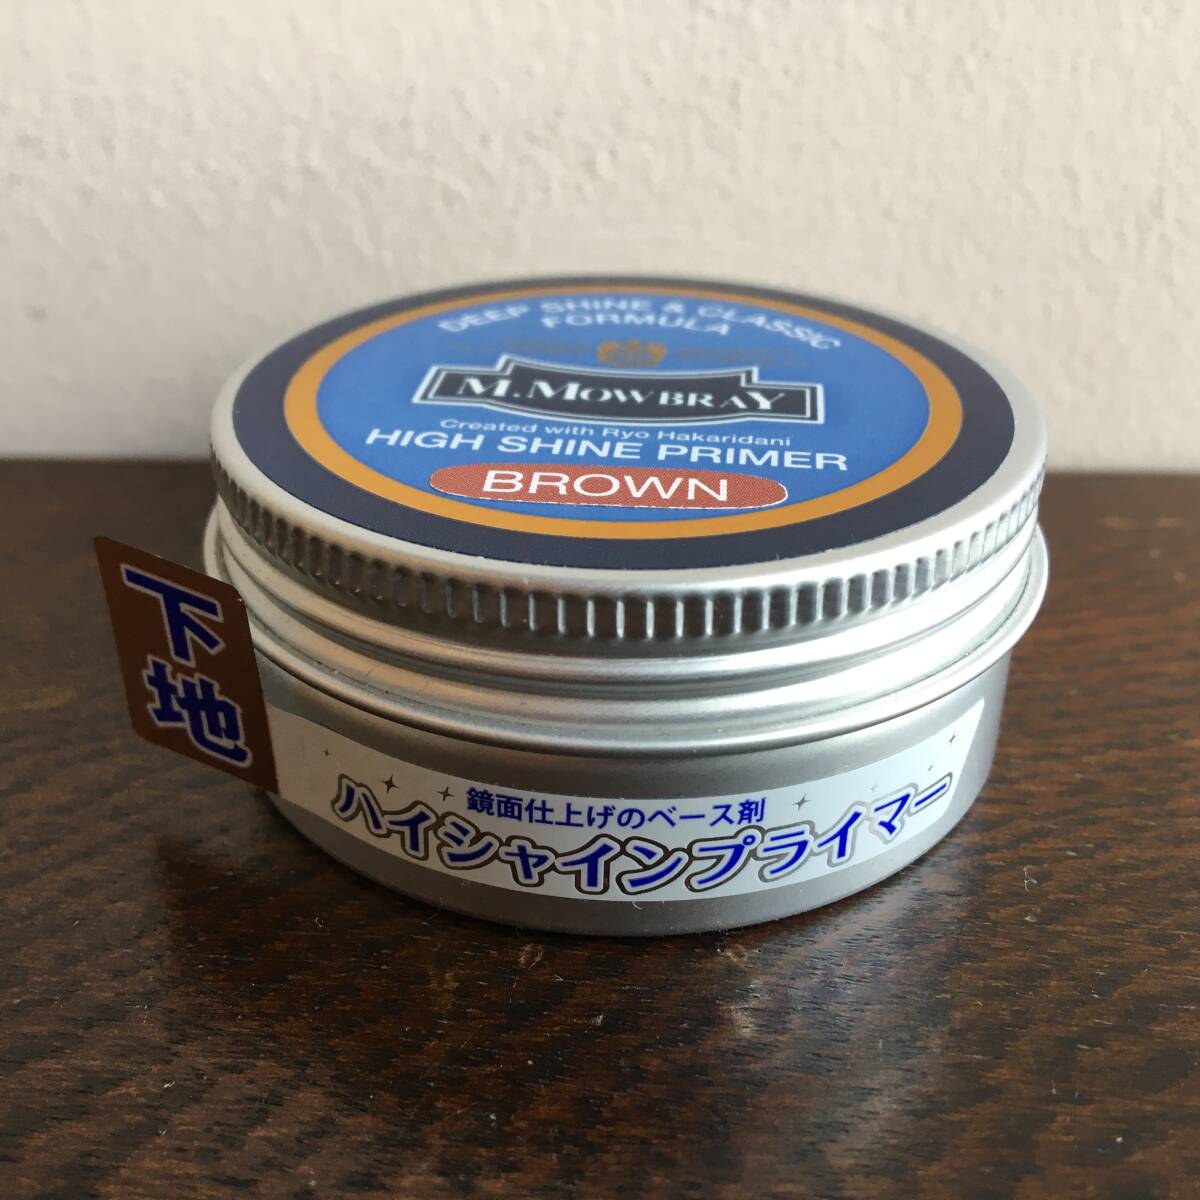 DEEP SHINE & CLASSIC
FORMULA
M.MOWBRAY
Created with Ryo Hakaridani
HIGH SHINE PRIMER
BROWN
下地
鏡面仕上げのベース剤
ハイシャインプライマー